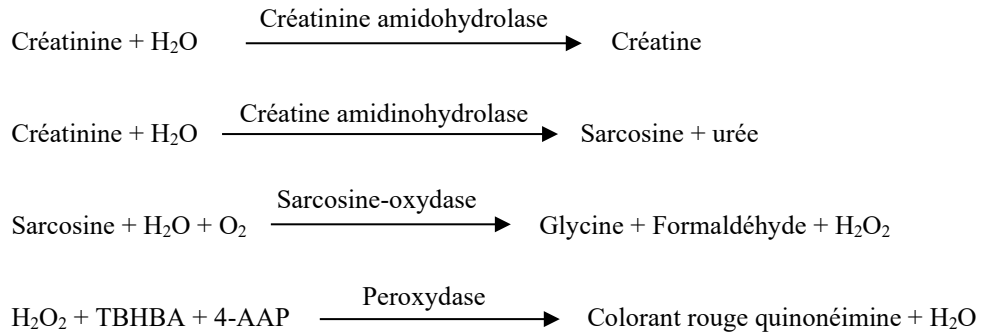 Créatinine amidohydrolase
Créatinine + H₂O Créatine
Créatine amidinohydrolase
Créatinine + H₂O Sarcosine + urée
Sarcosine-oxydase
Sarcosine + H₂O + O₂ Glycine + Formaldéhyde + H₂O₂
Peroxydase
H₂O₂ + TBHBA + 4-AAP Colorant rouge quinonéimine + H₂O